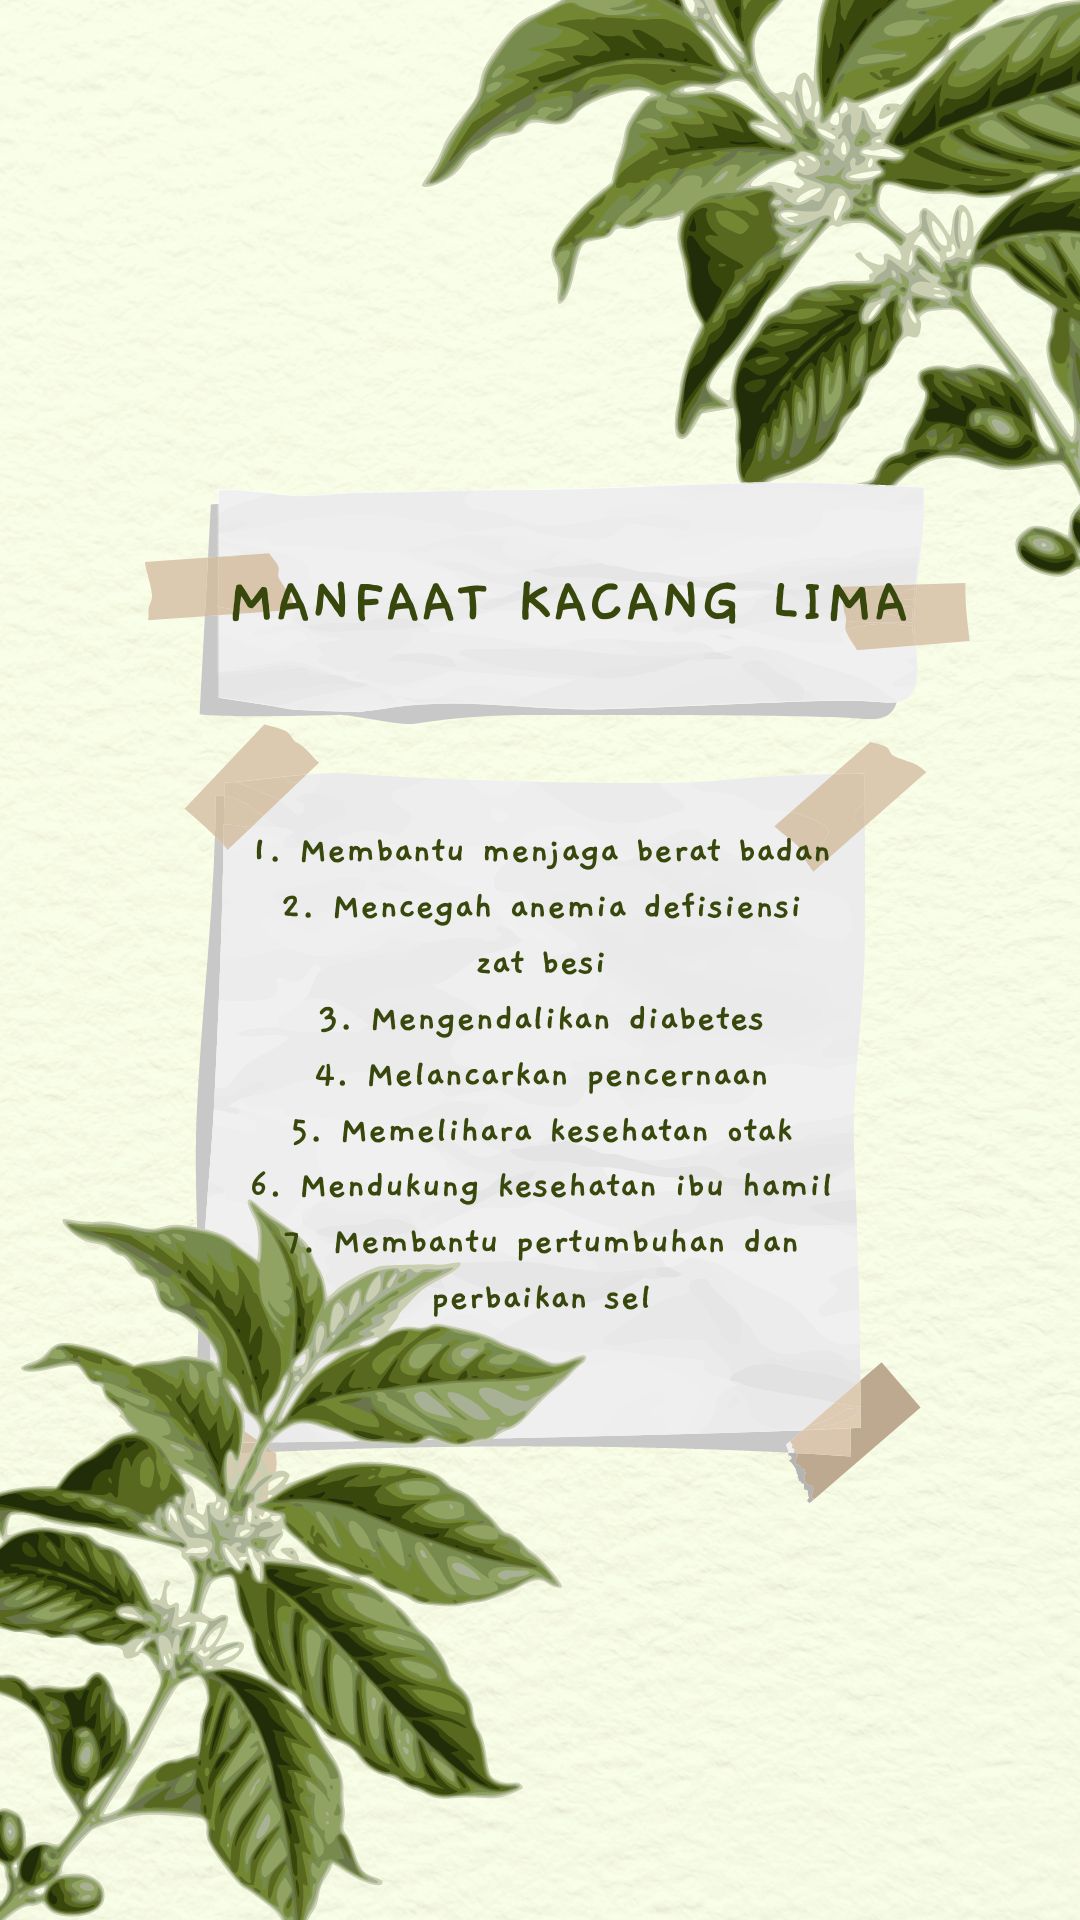 MANFAAT KACANG LIMA
1. Membantu menjaga berat badan
2. Mencegah anemia defisiensi
zat besi
3. Mengendalikan diabetes
4. Melancarkan pencernaan
5. Memelihara kesehatan otak
6. Mendukung kesehatan ibu hamil
7. Membantu pertumbuhan dan
perbaikan sel